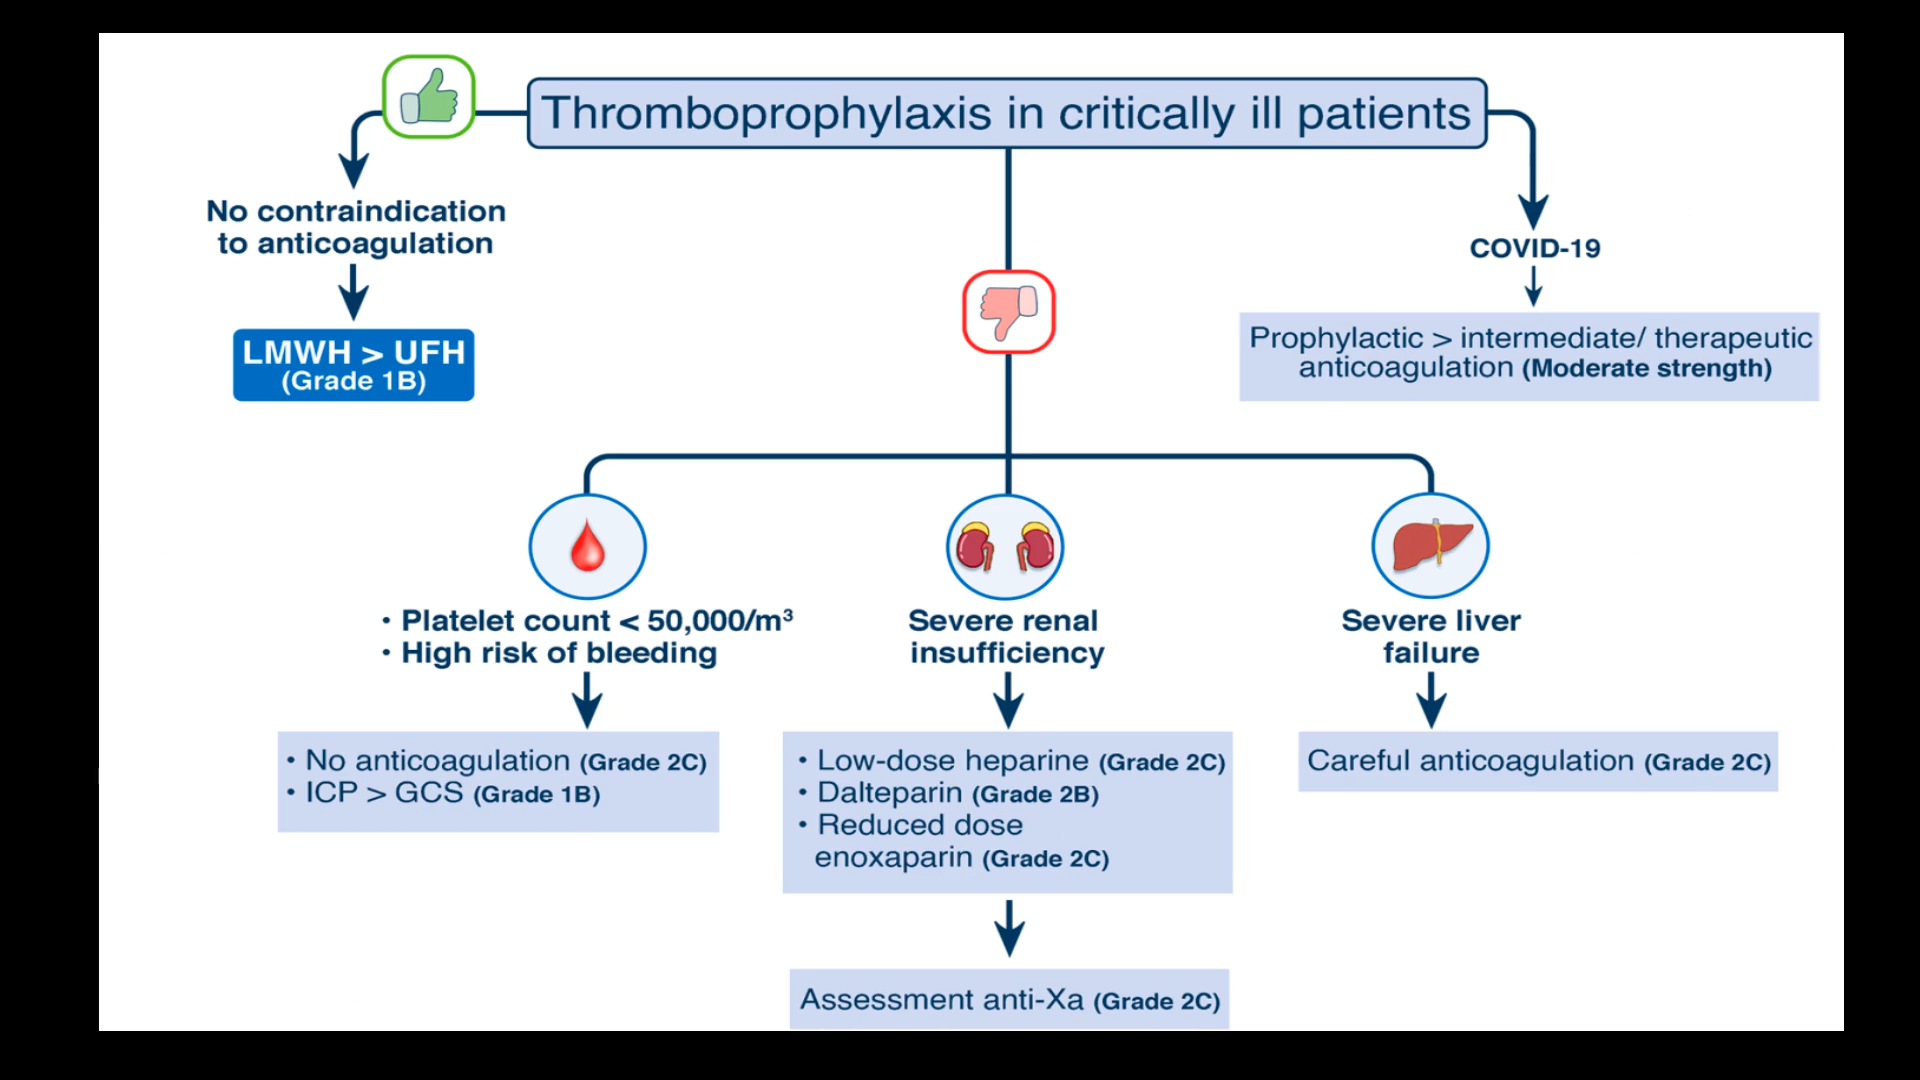 Thromboprophylaxis in critically ill patients
No contraindication
to anticoagulation
LMWH > UFH
(Grade 1B)
COVID-19
Prophylactic > intermediate/ therapeutic
anticoagulation (Moderate strength)
• Platelet count < 50,000/m³
• High risk of bleeding
• No anticoagulation (Grade 2C)
• ICP > GCS (Grade 1B)
Severe renal
insufficiency
• Low-dose heparine (Grade 2C)
• Dalteparin (Grade 2B)
• Reduced dose
enoxaparin (Grade 2C)
Assessment anti-Xa (Grade 2C)
Severe liver
failure
Careful anticoagulation (Grade 2C)